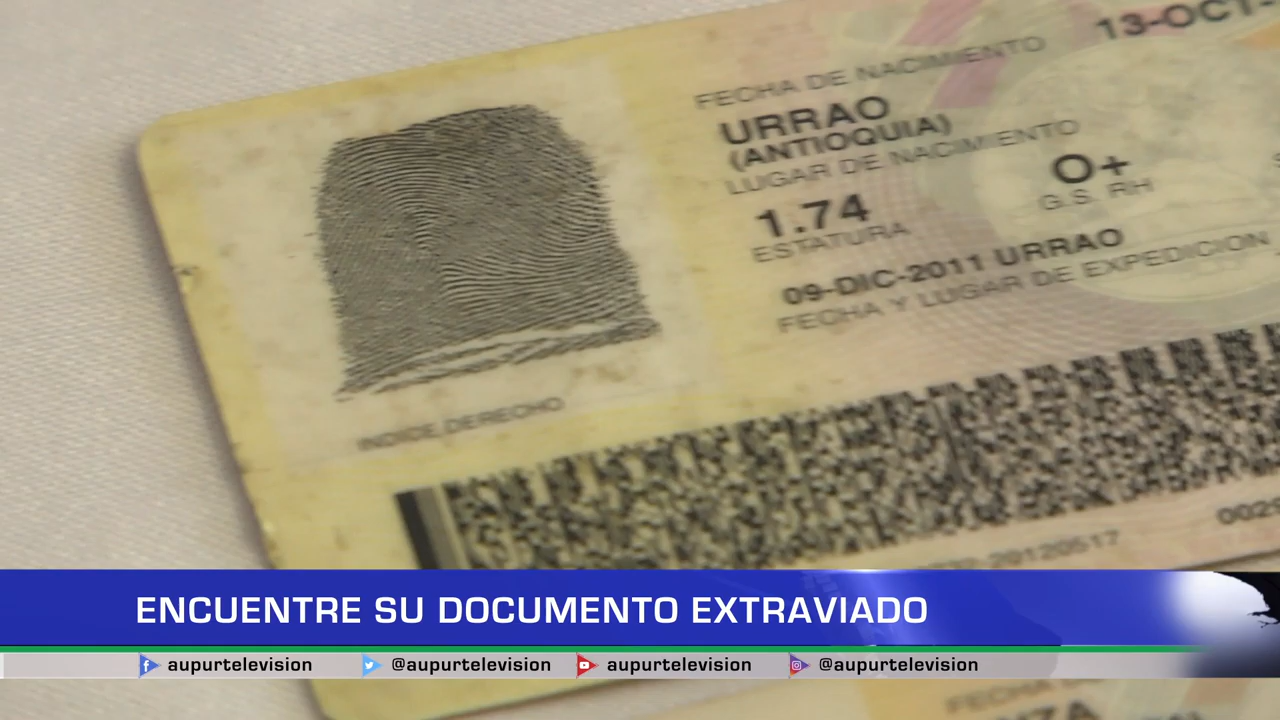 13-OCT-
FECHA DE NACIMIENTO
URRAO
(ANTIOQUIA)
LUGAR DE NACIMIENTO
1.74
ESTATURA
O+
G.S. RH
09-DIC-2011 URRAO
FECHA Y LUGAR DE EXPEDICION
INDICE DERECHO
ENCUENTRE SU DOCUMENTO EXTRAVIADO
aupurtelevision
@aupurtelevision
aupurtelevision
@aupurtelevision